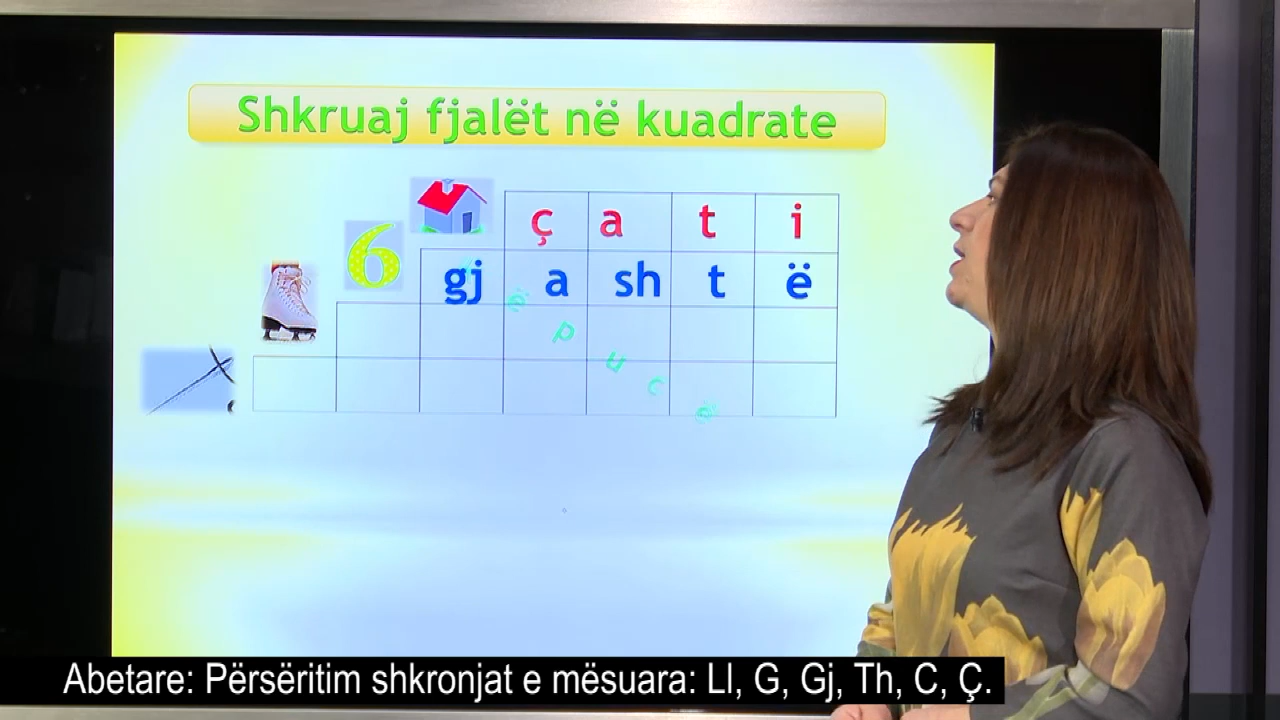 Shkruaj fjalët në kuadrate
ç a t i
6
gj a sh t ë
ë p u c ë
Abetare: Përsëritim shkronjat e mësuara: Ll, G, Gj, Th, C, Ç.